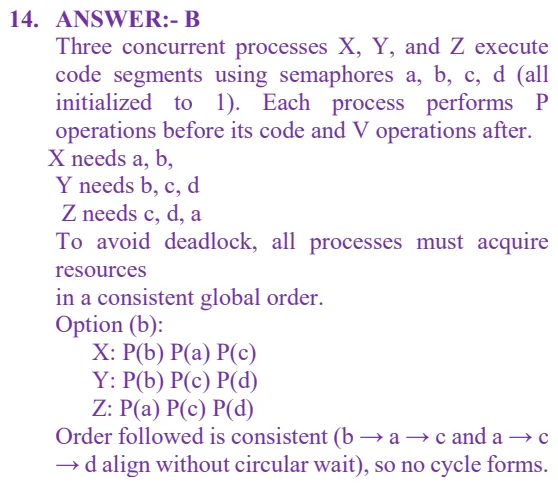 14. ANSWER:- B
Three concurrent processes X, Y, and Z execute
code segments using semaphores a, b, c, d (all
initialized to 1). Each process performs P
operations before its code and V operations after.
X needs a, b,
Y needs b, c, d
Z needs c, d, a
To avoid deadlock, all processes must acquire
resources
in a consistent global order.
Option (b):
X: P(b) P(a) P(c)
Y: P(b) P(c) P(d)
Z: P(a) P(c) P(d)
Order followed is consistent (b → a → c and a → c
→ d align without circular wait), so no cycle forms.